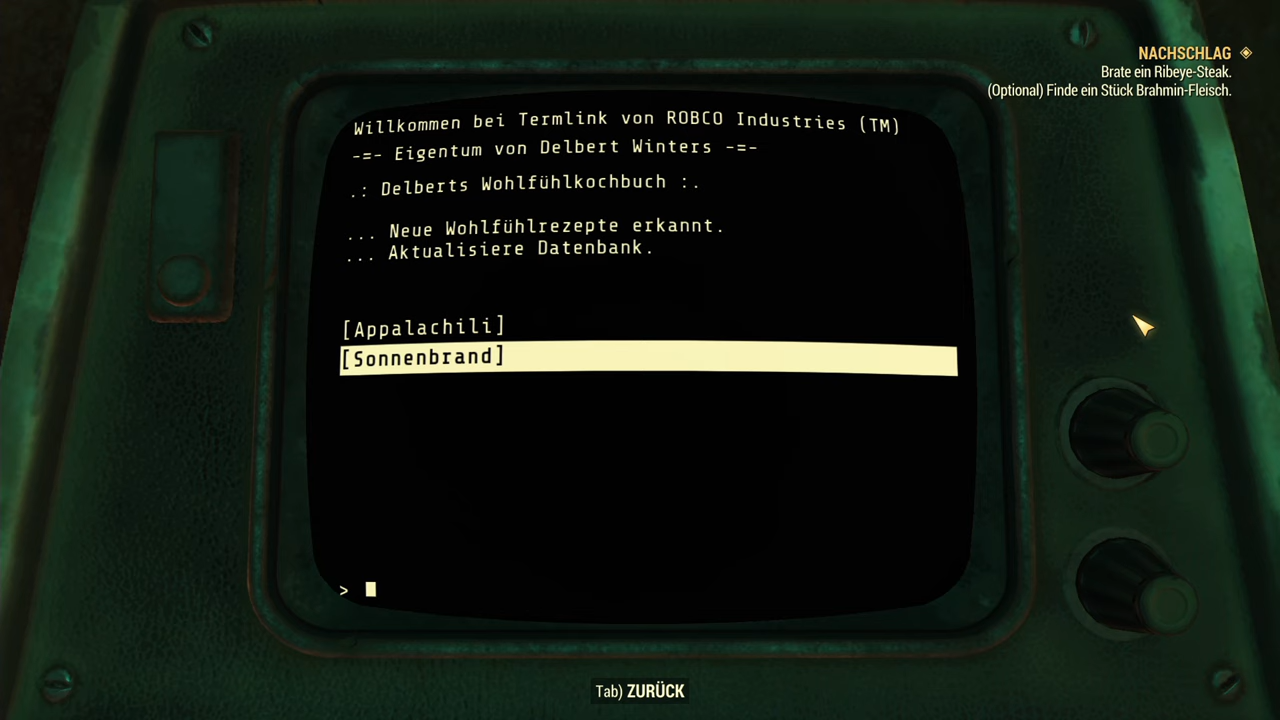 NACHSCHLAG
Brate ein Ribeye-Steak.
(Optional) Finde ein Stück Brahmin-Fleisch.
Willkommen bei Termlink von ROBCO Industries (TM)
-=- Eigentum von Delbert Winters -=-
.: Delberts Wohlfühlkochbuch :.
... Neue Wohlfühlrezepte erkannt.
... Aktualisiere Datenbank.
[Appalachili]
[Sonnenbrand]
>
Tab) ZURÜCK